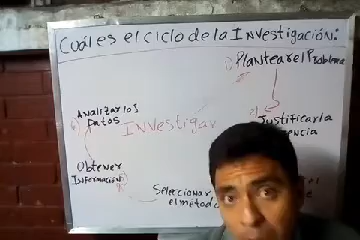 Cuál es el ciclo de la Investigación:
Plantear el Problema
Analizar los
Datos
Investigar
Justificar la
Obtener
Información
Seleccionar
el método